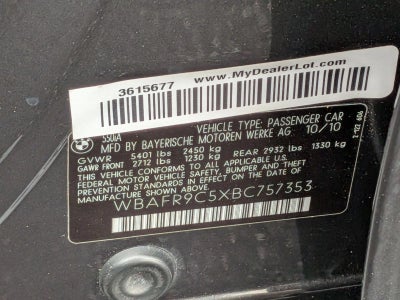 3615677
www.MyDealerLot.com
550iA
VEHICLE TYPE: PASSENGER CAR
MFD BY BAYERISCHE MOTOREN WERKE AG 10/10
GVWR 5401 lbs 2450 kg
GAWR FRONT 2712 lbs 1230 kg GAWR REAR 2932 lbs 1330 kg
THIS VEHICLE CONFORMS TO ALL APPLICABLE
FEDERAL MOTOR VEHICLE SAFETY, BUMPER AND
THEFT PREVENTION STANDARDS IN EFFECT ON THE
DATE OF MANUFACTURE SHOWN ABOVE.
WBAFR9C5XBC757353